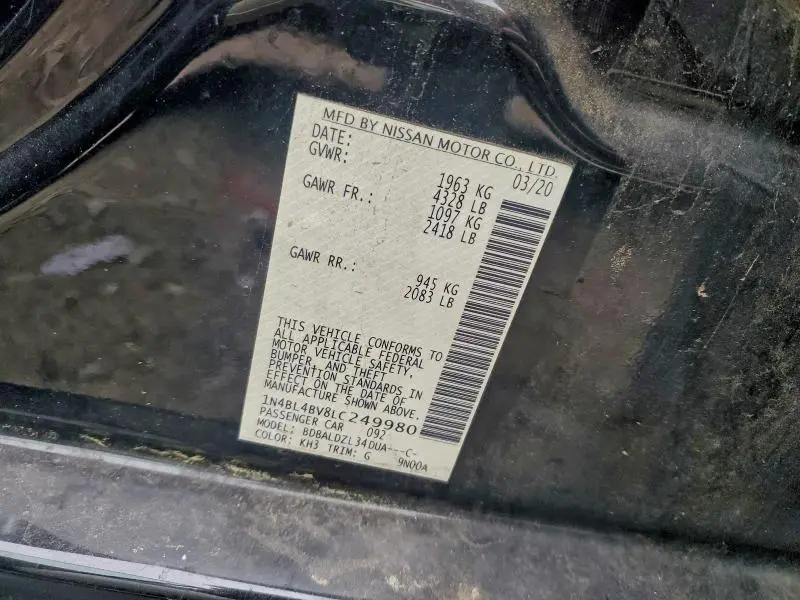 MFD BY NISSAN MOTOR CO., LTD.
DATE: 03/20
GVWR: 1963 KG
4328 LB
GAWR FR.: 1097 KG
2418 LB
GAWR RR.: 945 KG
2083 LB
THIS VEHICLE CONFORMS TO
ALL APPLICABLE FEDERAL
MOTOR VEHICLE SAFETY,
BUMPER, AND THEFT
PREVENTION STANDARDS IN
EFFECT ON THE DATE OF
MANUFACTURE SHOWN ABOVE.
1N4BL4BV8LC249980
PASSENGER CAR 092
MODEL: BDBALDZL34DUA---C-
COLOR: KH3 TRIM: G 9N00A